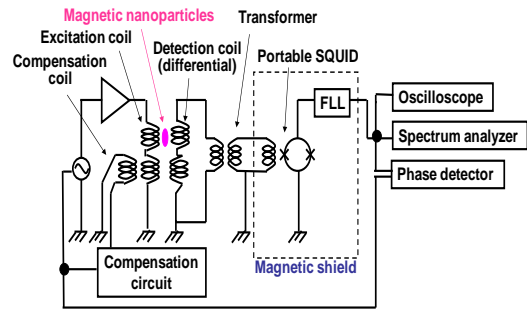 Magnetic nanoparticles
Transformer
Excitation coil
Detection coil
(differential)
Compensation
coil
Portable SQUID
FLL
Oscilloscope
Spectrum analyzer
Phase detector
Compensation
circuit
Magnetic shield